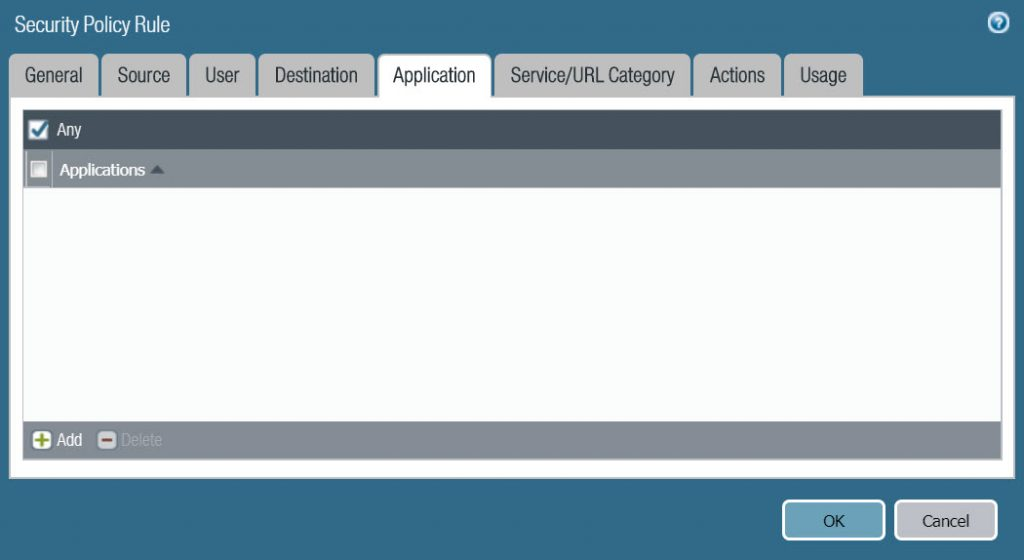 Security Policy Rule
General Source User Destination Application Service/URL Category Actions Usage
Any
Applications
Add Delete
OK Cancel